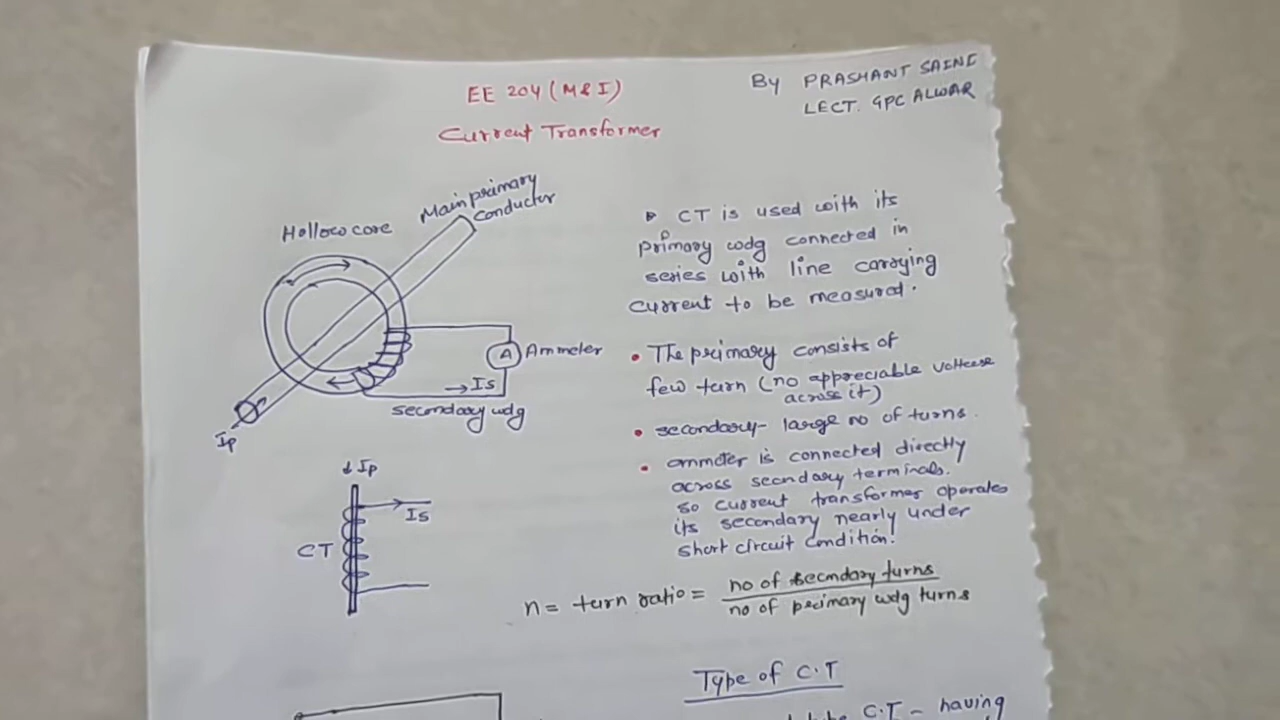 EE 204 (M & I)
Current Transformer
By PRASHANT SAINI
LECT. GPC ALWAR
Hollow core
Main primary
conductor
A
Ammeter
Is
secondary wdg
Ip
CT is used with its
primary wdg connected in
series with line carrying
current to be measured.
• The primary consists of
few turn (no appreciable voltage
across it)
• secondary- large no of turns.
• ammeter is connected directly
across secondary terminals.
so current transformer operates
its secondary nearly under
short circuit condition.
Ip
Is
CT
n = turn ratio = no of secondary turns
no of primary wdg turns
Type of C.T
C.T - having